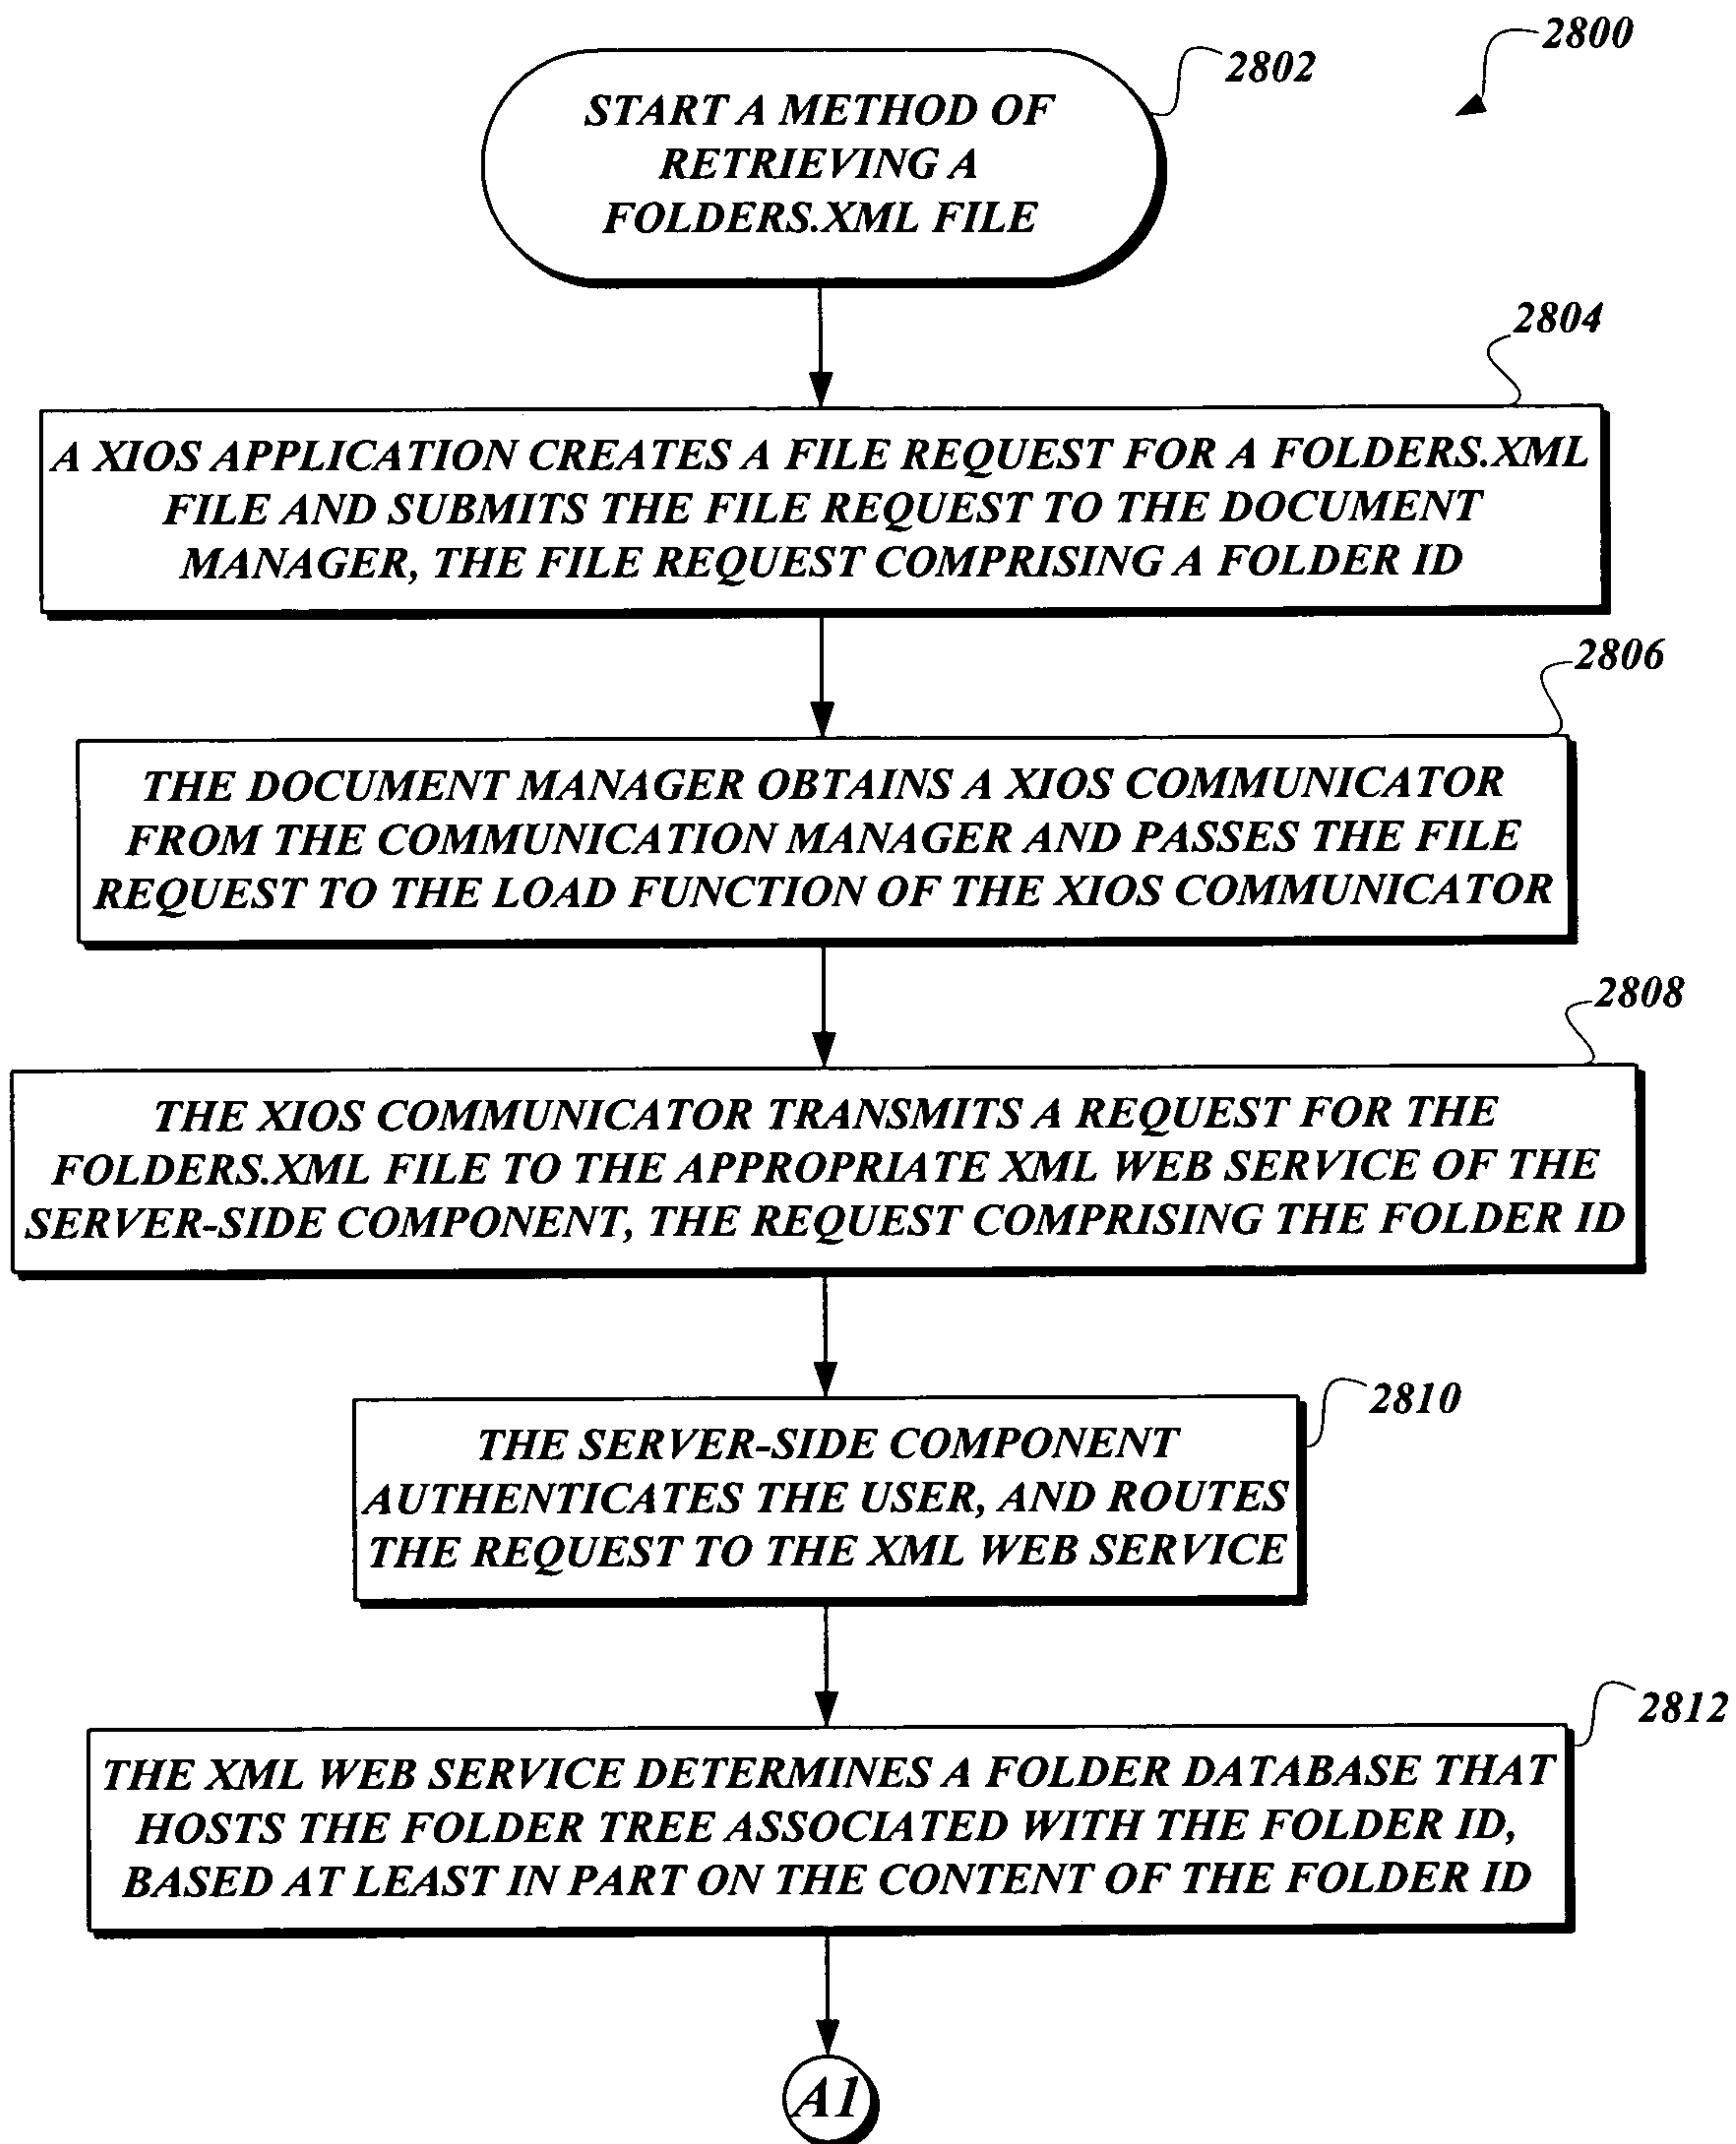 2800
2802
START A METHOD OF
RETRIEVING A
FOLDERS.XML FILE
2804
A XIOS APPLICATION CREATES A FILE REQUEST FOR A FOLDERS.XML
FILE AND SUBMITS THE FILE REQUEST TO THE DOCUMENT
MANAGER, THE FILE REQUEST COMPRISING A FOLDER ID
2806
THE DOCUMENT MANAGER OBTAINS A XIOS COMMUNICATOR
FROM THE COMMUNICATION MANAGER AND PASSES THE FILE
REQUEST TO THE LOAD FUNCTION OF THE XIOS COMMUNICATOR
2808
THE XIOS COMMUNICATOR TRANSMITS A REQUEST FOR THE
FOLDERS.XML FILE TO THE APPROPRIATE XML WEB SERVICE OF THE
SERVER-SIDE COMPONENT, THE REQUEST COMPRISING THE FOLDER ID
2810
THE SERVER-SIDE COMPONENT
AUTHENTICATES THE USER, AND ROUTES
THE REQUEST TO THE XML WEB SERVICE
2812
THE XML WEB SERVICE DETERMINES A FOLDER DATABASE THAT
HOSTS THE FOLDER TREE ASSOCIATED WITH THE FOLDER ID,
BASED AT LEAST IN PART ON THE CONTENT OF THE FOLDER ID
A1